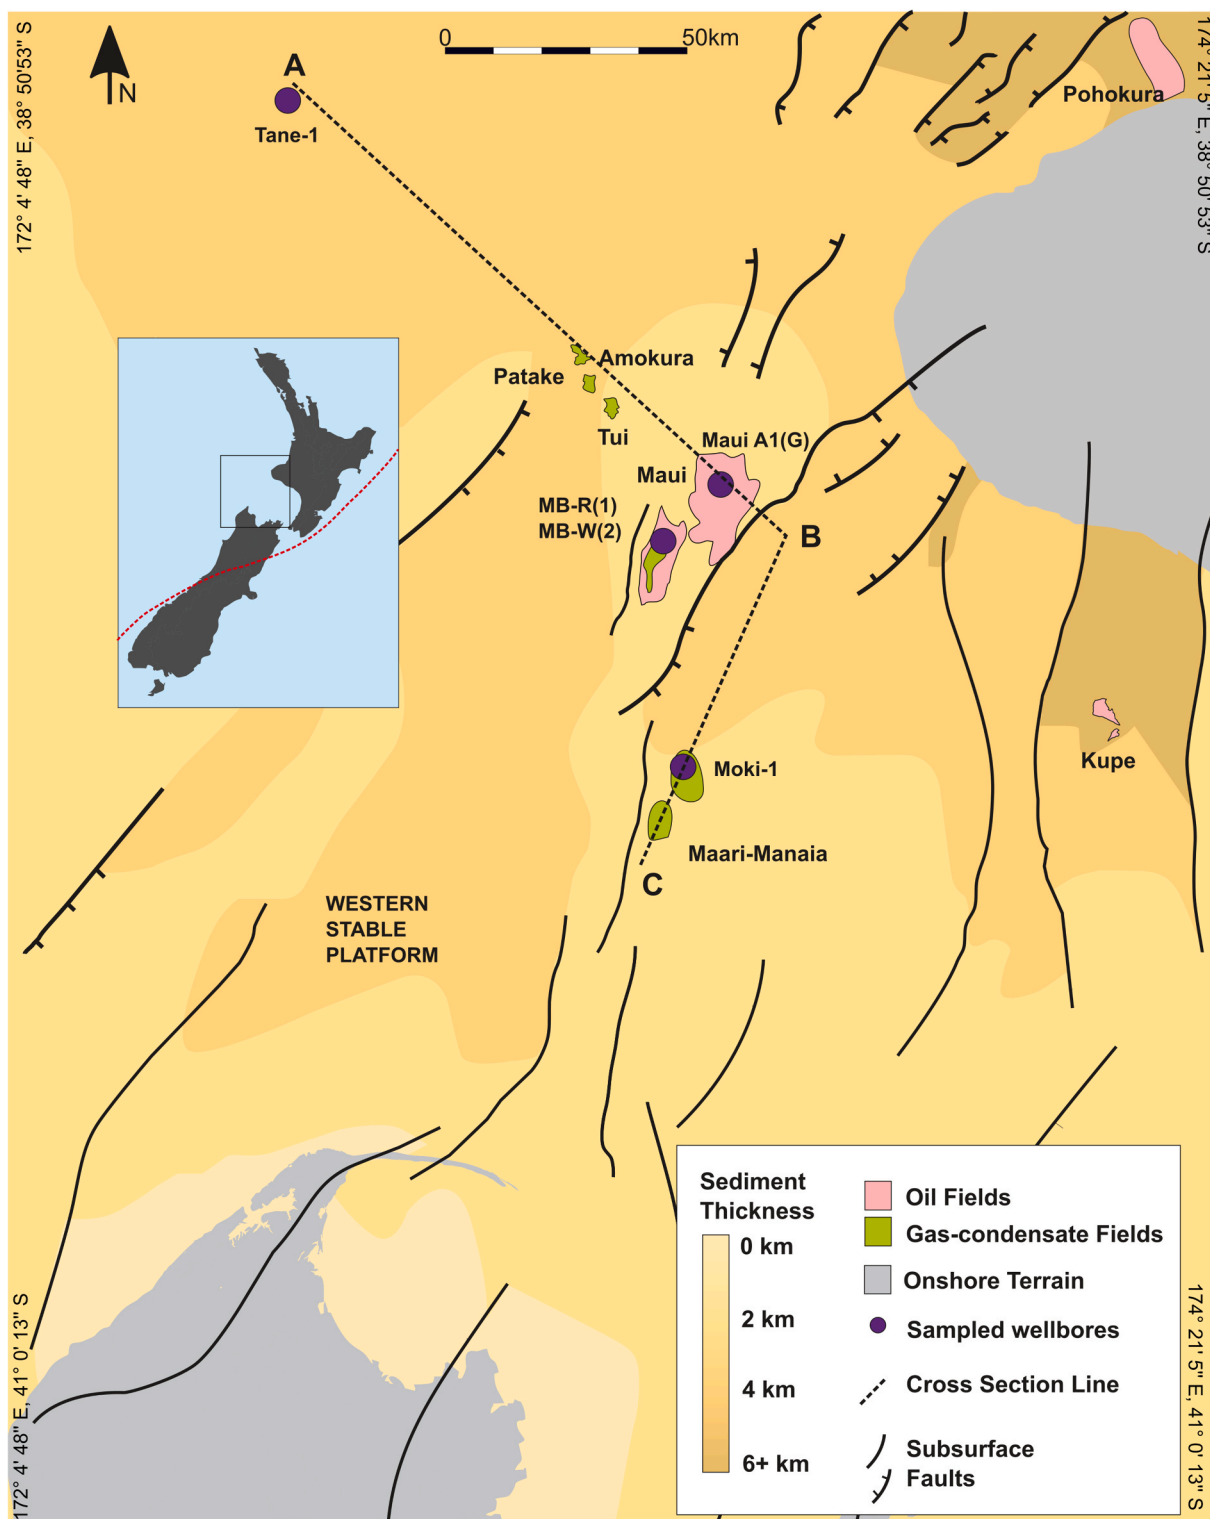 172° 4' 48" E, 38° 50'53" S
174° 21' 5" E, 38° 50' 53" S
0
50km
N
A
Tane-1
Pohokura
Amokura
Patake
Tui
Maui A1(G)
Maui
MB-R(1)
MB-W(2)
B
Moki-1
Kupe
Maari-Manaia
C
WESTERN
STABLE
PLATFORM
Sediment
Thickness
0 km
2 km
4 km
6+ km
Oil Fields
Gas-condensate Fields
Onshore Terrain
Sampled wellbores
Cross Section Line
Subsurface
Faults
172° 4' 48" E, 41° 0' 13" S
174° 21' 5" E, 41° 0' 13" S